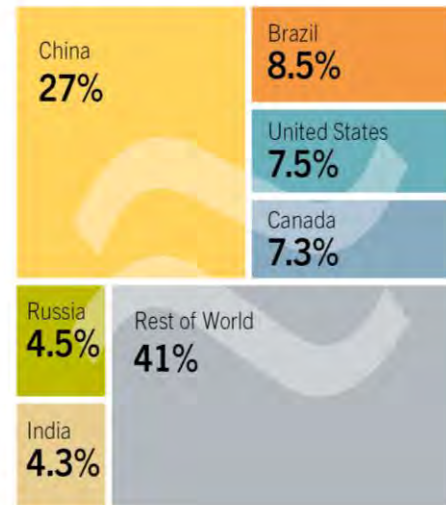 China
27%
Brazil
8.5%
United States
7.5%
Canada
7.3%
Russia
4.5%
Rest of World
41%
India
4.3%